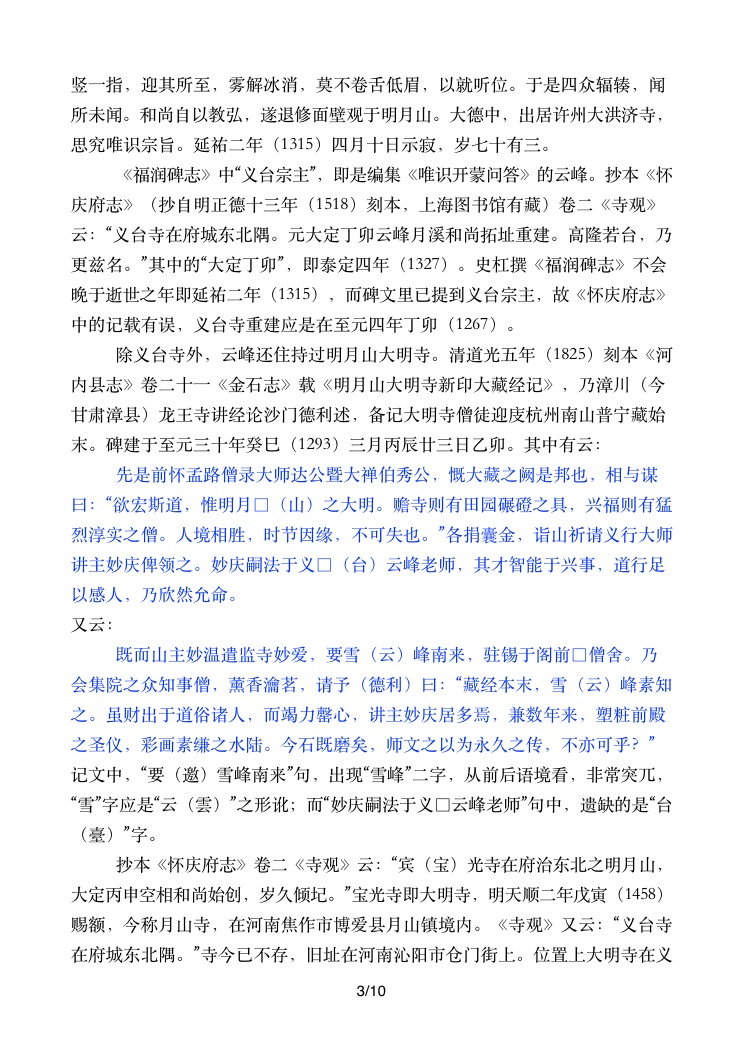 竖一指，迎其所至，雾解冰消，莫不卷舌低眉，以就听位。于是四众辐辏，闻
所未闻。和尚自以教弘，遂退修面壁观于明月山。大德中，出居许州大洪济寺，
思究唯识宗旨。延祐二年（1315）四月十日示寂，岁七十有三。
《福润碑志》中“义台宗主”，即是编集《唯识开蒙问答》的云峰。抄本《怀
庆府志》（抄自明正德十三年（1518）刻本，上海图书馆有藏）卷二《寺观》
云：“义台寺在府城东北隅。元大定丁卯云峰月溪和尚拓址重建。高隆若台，乃
更兹名。”其中的“大定丁卯”，即泰定四年（1327）。史杠撰《福润碑志》不会
晚于逝世之年即延祐二年（1315），而碑文里已提到义台宗主，故《怀庆府志》
中的记载有误，义台寺重建应是在至元四年丁卯（1267）。
除义台寺外，云峰还住持过明月山大明寺。清道光五年（1825）刻本《河
内县志》卷二十一《金石志》载《明月山大明寺新印大藏经记》，乃漳川（今
甘肃漳县）龙王寺讲经论沙门德利述，备记大明寺僧徒迎庋杭州南山普宁藏始
末。碑建于至元三十年癸巳（1293）三月丙辰廿三日乙卯。其中有云：
先是前怀孟路僧录大师达公暨大禅伯秀公，慨大藏之阙是邦也，相与谋
曰：“欲宏斯道，惟明月□（山）之大明。赡寺则有田园碾磴之具，兴福则有猛
烈淳实之僧。人境相胜，时节因缘，不可失也。”各捐囊金，诣山祈请义行大师
讲主妙庆俾领之。妙庆嗣法于义□（台）云峰老师，其才智能于兴事，道行足
以感人，乃欣然允命。
又云：
既而山主妙温遣监寺妙爱，要雪（云）峰南来，驻锡于阁前□僧舍。乃
会集院之众知事僧，薰香瀹茗，请予（德利）曰：“藏经本末，雪（云）峰素知
之。虽财出于道俗诸人，而竭力罄心，讲主妙庆居多焉，兼数年来，塑粧前殿
之圣仪，彩画素缣之水陆。今石既磨矣，师文之以为永久之传，不亦可乎？”
记文中，“要（邀）雪峰南来”句，出现“雪峰”二字，从前后语境看，非常突兀，
“雪”字应是“云（雲）”之形讹；而“妙庆嗣法于义□云峰老师”句中，遗缺的是“台
（臺）”字。
抄本《怀庆府志》卷二《寺观》云：“宾（宝）光寺在府治东北之明月山，
大定丙申空相和尚始创，岁久倾圮。”宝光寺即大明寺，明天顺二年戊寅（1458）
赐额，今称月山寺，在河南焦作市博爱县月山镇境内。《寺观》又云：“义台寺
在府城东北隅。”寺今已不存，旧址在河南沁阳市仓门街上。位置上大明寺在义
3/10